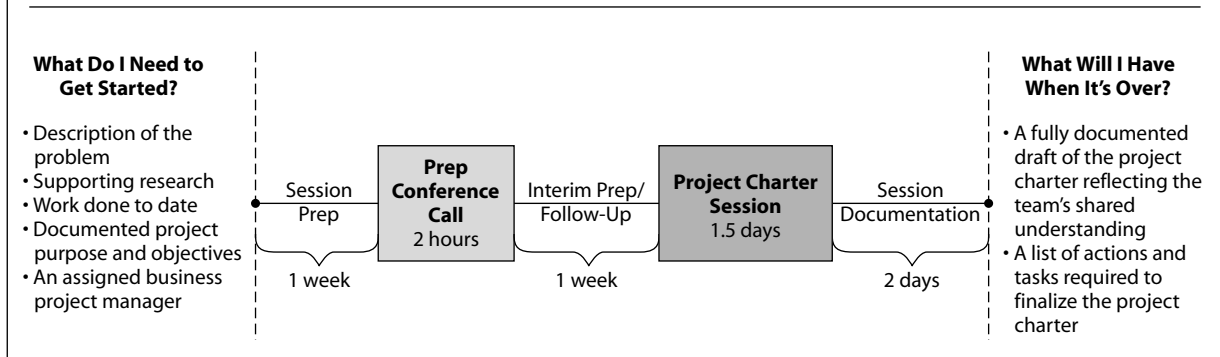 What Do I Need to
Get Started?
• Description of the
problem
• Supporting research
• Work done to date
• Documented project
purpose and objectives
• An assigned business
project manager
Session
Prep
1 week
Prep
Conference
Call
2 hours
Interim Prep/
Follow-Up
1 week
Project Charter
Session
1.5 days
Session
Documentation
2 days
What Will I Have
When It's Over?
• A fully documented
draft of the project
charter reflecting the
team's shared
understanding
• A list of actions and
tasks required to
finalize the project
charter